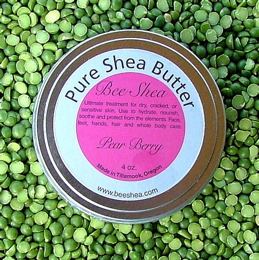 Pure Shea Butter
Bee Shea
Ultimate treatment for dry, cracked, or
sensitive skin. Use to hydrate, nourish,
soothe and protect from the elements. Face,
feet, hands, hair and whole body care.
Pear Berry
4 oz.
Made in Tillamook, Oregon
www.beeshea.com